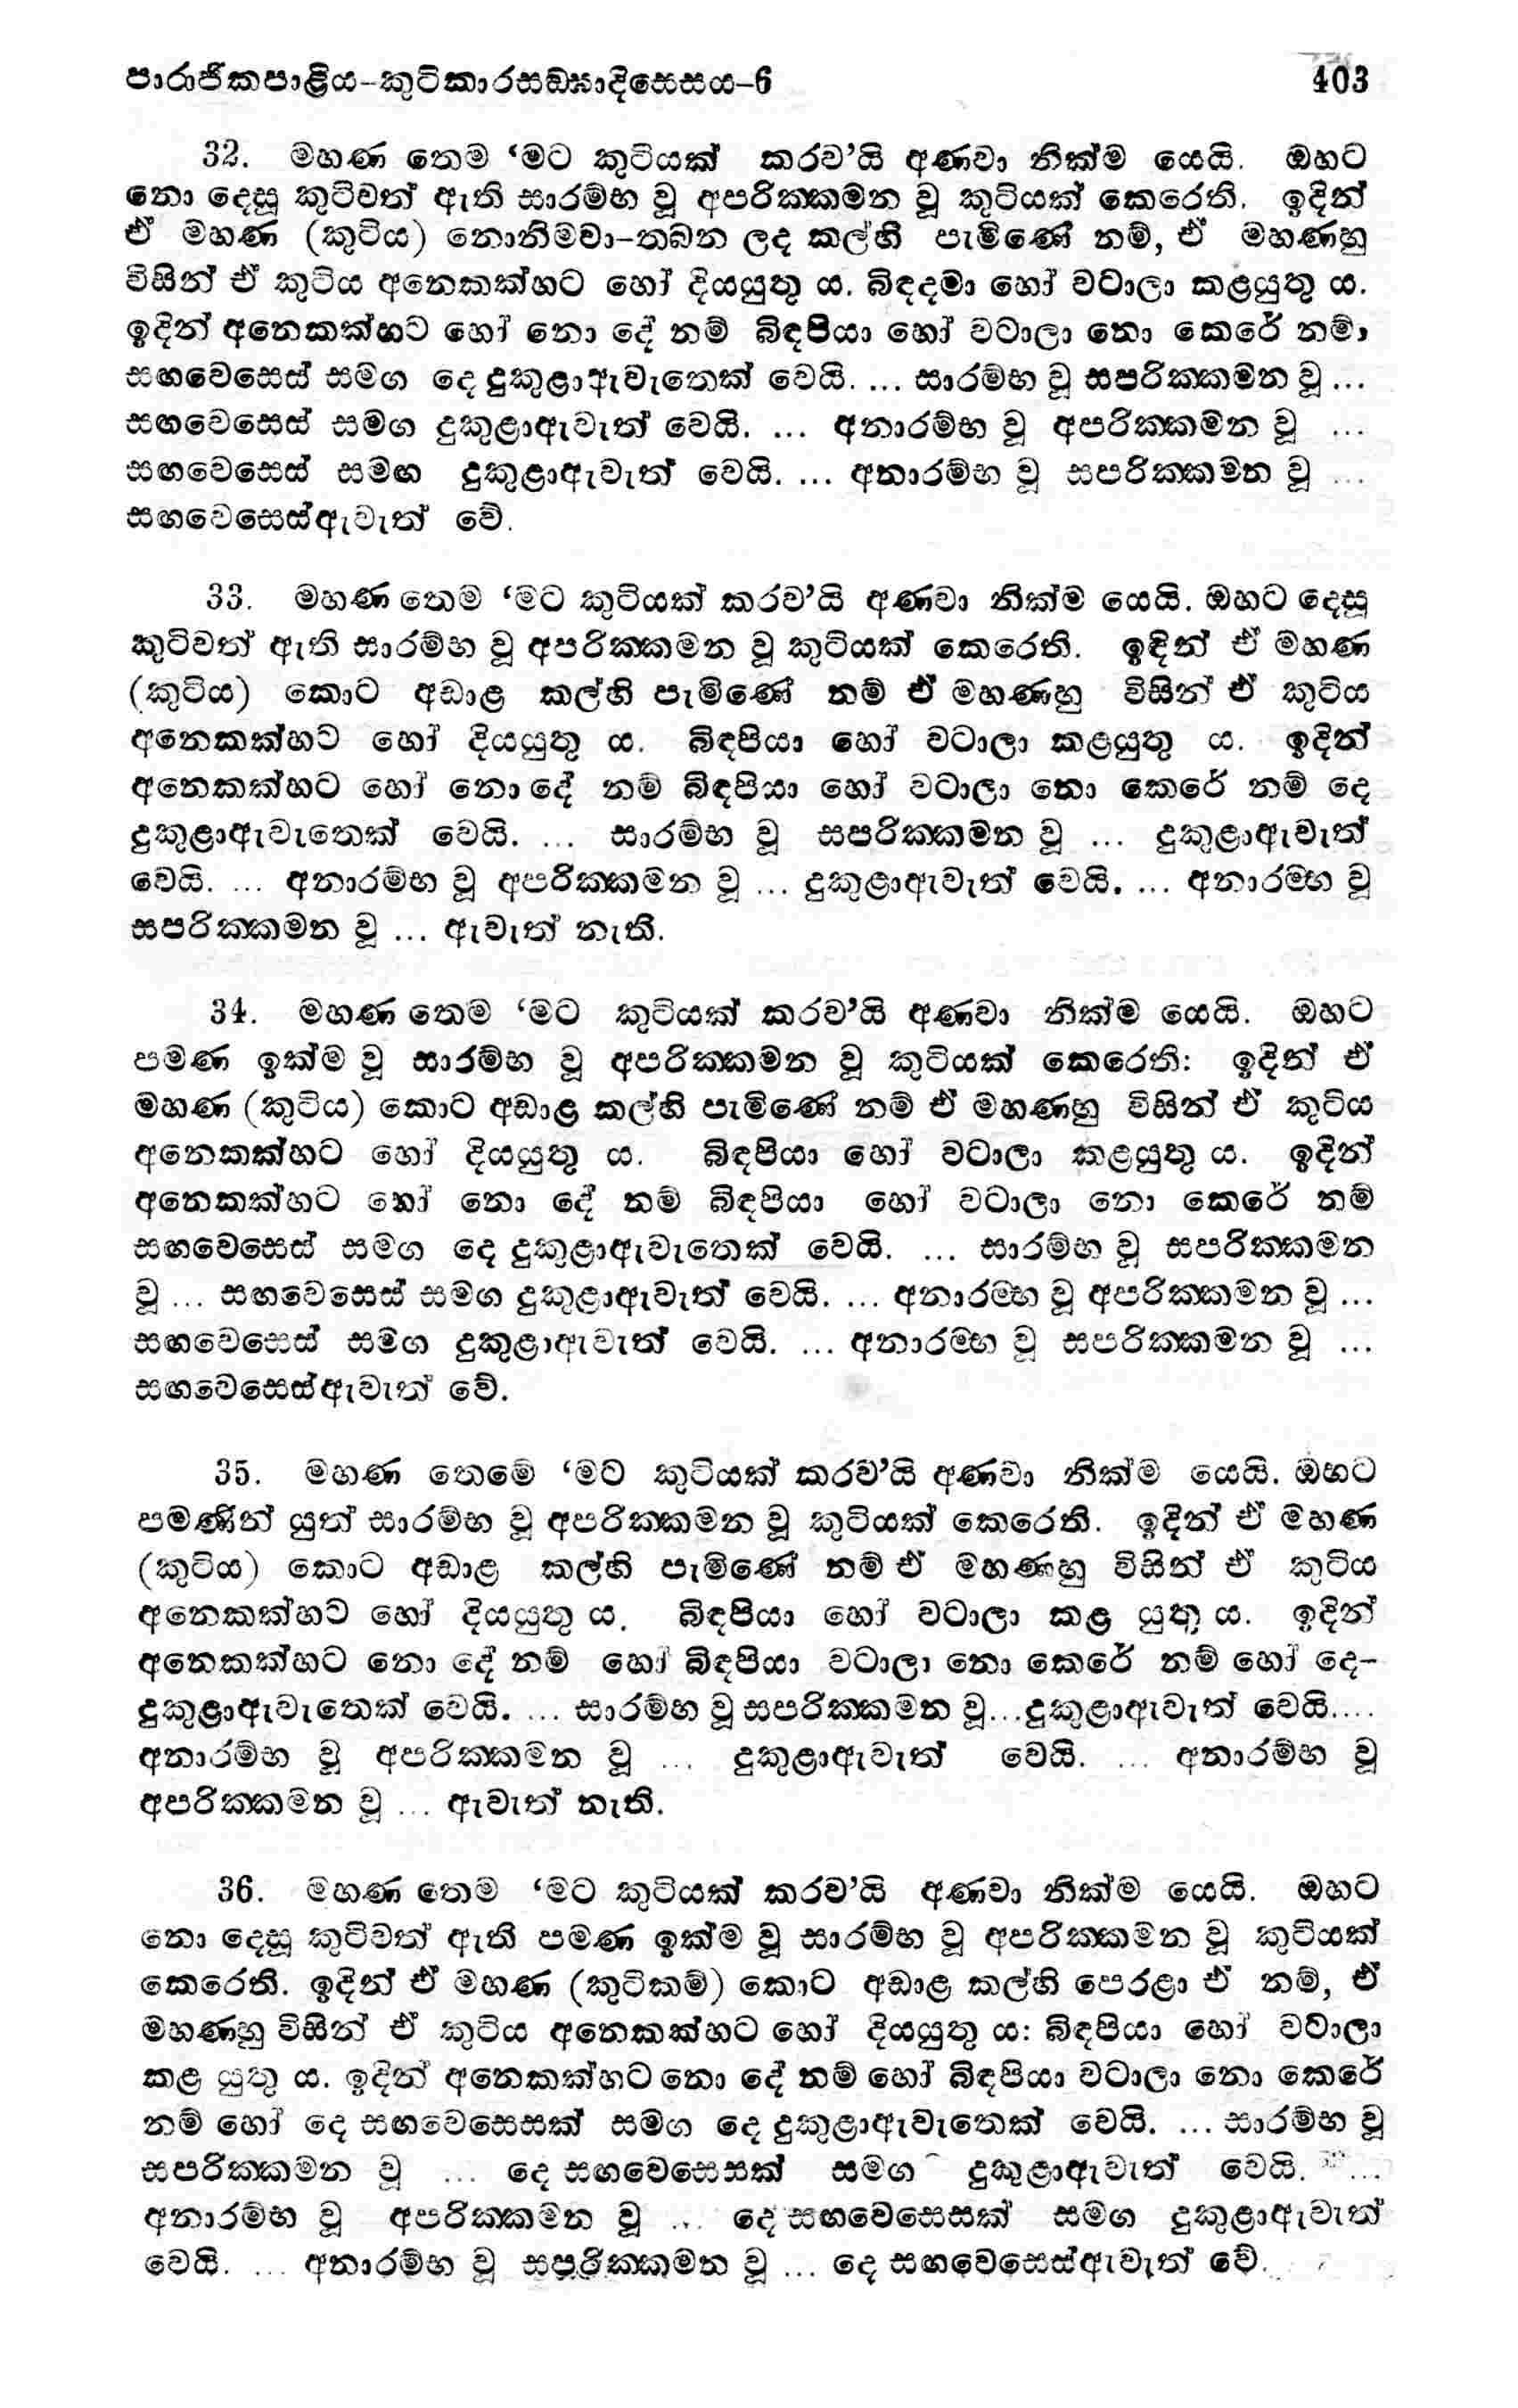 පාරාජිකපාළිය-කුටිකාරසඞ්ඝාදිසෙසය-6 403
32. මහණ තෙම ‘මට කුටියක් කරව’යි අණවා නික්ම යෙයි. ඔහට
නො දෙසූ කුටිවත් ඇති සාරම්භ වූ අපරික්කමන වූ කුටියක් කෙරෙති. ඉදින්
ඒ මහණ (කුටිය) නොනිමවා-තබන ලද කල්හි පැමිණේ නම්, ඒ මහණහු
විසින් ඒ කුටිය අනෙකක්හට හෝ දියයුතු ය. බිඳදමා හෝ වටාලා කළයුතු ය.
ඉදින් අනෙකක්හට හෝ නො දේ නම් බිඳපියා හෝ වටාලා නො කෙරේ නම්,
සඟවෙසෙස් සමග දෙ දුකුළාඇවැතෙක් වෙයි. ... සාරම්භ වූ සපරික්කමන වූ ...
සඟවෙසෙස් සමග දුකුළාඇවැත් වෙයි. ... අනාරම්භ වූ අපරික්කමන වූ ...
සඟවෙසෙස් සමඟ දුකුළාඇවැත් වෙයි. ... අනාරම්භ වූ සපරික්කමන වූ ...
සඟවෙසෙස්ඇවැත් වේ.
33. මහණ තෙම ‘මට කුටියක් කරව’යි අණවා නික්ම යෙයි. ඔහට දෙසූ
කුටිවත් ඇති සාරම්භ වූ අපරික්කමන වූ කුටියක් කෙරෙති. ඉඳින් ඒ මහණ
(කුටිය) කොට අඩාළ කල්හි පැමිණේ නම් ඒ මහණහු විසින් ඒ කුටිය
අනෙකක්හට හෝ දියයුතු ය. බිඳපියා හෝ වටාලා කළයුතු ය. ඉදින්
අනෙකක්හට හෝ නො දේ නම් බිඳපියා හෝ වටාලා නො කෙරේ නම් දෙ
දුකුළාඇවැතෙක් වෙයි. ... සාරම්භ වූ සපරික්කමන වූ ... දුකුළාඇවැත්
වෙයි. ... අනාරම්භ වූ අපරික්කමන වූ ... දුකුළාඇවැත් වෙයි. ... අනාරම්භ වූ
සපරික්කමන වූ ... ඇවැත් නැති.
34. මහණ තෙම ‘මට කුටියක් කරව’යි අණවා නික්ම යෙයි. ඔහට
පමණ ඉක්ම වූ සාරම්භ වූ අපරික්කමන වූ කුටියක් කෙරෙති: ඉදින් ඒ
මහණ (කුටිය) කොට අඩාළ කල්හි පැමිණේ නම් ඒ මහණහු විසින් ඒ කුටිය
අනෙකක්හට හෝ දියයුතු ය. බිඳපියා හෝ වටාලා කළයුතු ය. ඉදින්
අනෙකක්හට හෝ නො දේ නම් බිඳපියා හෝ වටාලා නො කෙරේ නම්
සඟවෙසෙස් සමග දෙ දුකුළාඇවැතෙක් වෙයි. ... සාරම්භ වූ සපරික්කමන
වූ ... සඟවෙසෙස් සමග දුකුළාඇවැත් වෙයි. ... අනාරම්භ වූ අපරික්කමන වූ ...
සඟවෙසෙස් සමග දුකුළාඇවැත් වෙයි. ... අනාරම්භ වූ සපරික්කමන වූ ...
සඟවෙසෙස්ඇවැත් වේ.
35. මහණ තෙමේ ‘මට කුටියක් කරව’යි අණවා නික්ම යෙයි. ඔහට
පමණින් යුත් සාරම්භ වූ අපරික්කමන වූ කුටියක් කෙරෙති. ඉදින් ඒ මහණ
(කුටිය) කොට අඩාළ කල්හි පැමිණේ නම් ඒ මහණහු විසින් ඒ කුටිය
අනෙකක්හට හෝ දියයුතු ය. බිඳපියා හෝ වටාලා කළ යුතු ය. ඉදින්
අනෙකක්හට නො දේ නම් හෝ බිඳපියා වටාලා නො කෙරේ නම් හෝ දෙ-
දුකුළාඇවැතෙක් වෙයි. ... සාරම්භ වූ සපරික්කමන වූ...දුකුළාඇවැත් වෙයි....
අනාරම්භ වූ අපරික්කමන වූ ... දුකුළාඇවැත් වෙයි. ... අනාරම්භ වූ
අපරික්කමන වූ ... ඇවැත් නැති.
36. මහණ තෙම ‘මට කුටියක් කරව’යි අණවා නික්ම යෙයි. ඔහට
නො දෙසූ කුටිවත් ඇති පමණ ඉක්ම වූ සාරම්භ වූ අපරික්කමන වූ කුටියක්
කෙරෙති. ඉදින් ඒ මහණ (කුටිකම්) කොට අඩාළ කල්හි පෙරළා ඒ නම්, ඒ
මහණහු විසින් ඒ කුටිය අනෙකක්හට හෝ දියයුතු ය: බිඳපියා හෝ වටාලා
කළ යුතු ය. ඉදින් අනෙකක්හට නො දේ නම් හෝ බිඳපියා වටාලා නො කෙරේ
නම් හෝ දෙ සඟවෙසෙසක් සමග දෙ දුකුළාඇවැතෙක් වෙයි. ... සාරම්භ වූ
සපරික්කමන වූ ... දෙ සඟවෙසෙසක් සමග දුකුළාඇවැත් වෙයි. ...
අනාරම්භ වූ අපරික්කමන වූ ... දෙ සඟවෙසෙසක් සමග දුකුළාඇවැත්
වෙයි. ... අනාරම්භ වූ සපරික්කමන වූ ... දෙ සඟවෙසෙස්ඇවැත් වේ.